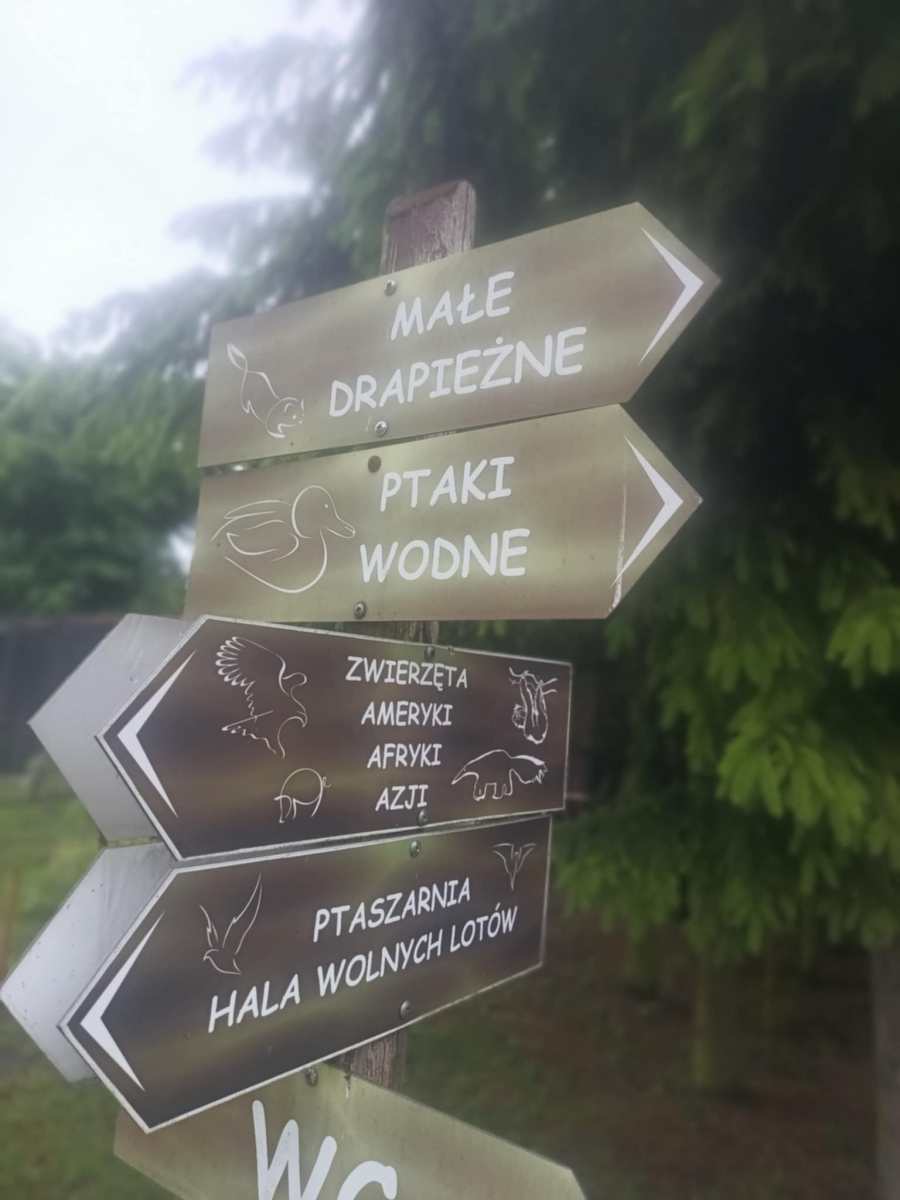 MAŁE
DRAPIEŻNE
PTAKI
WODNE
ZWIERZĘTA
AMERYKI
AFRYKI
AZJI
PTASZARNIA
HALA WOLNYCH LOTÓW
WC